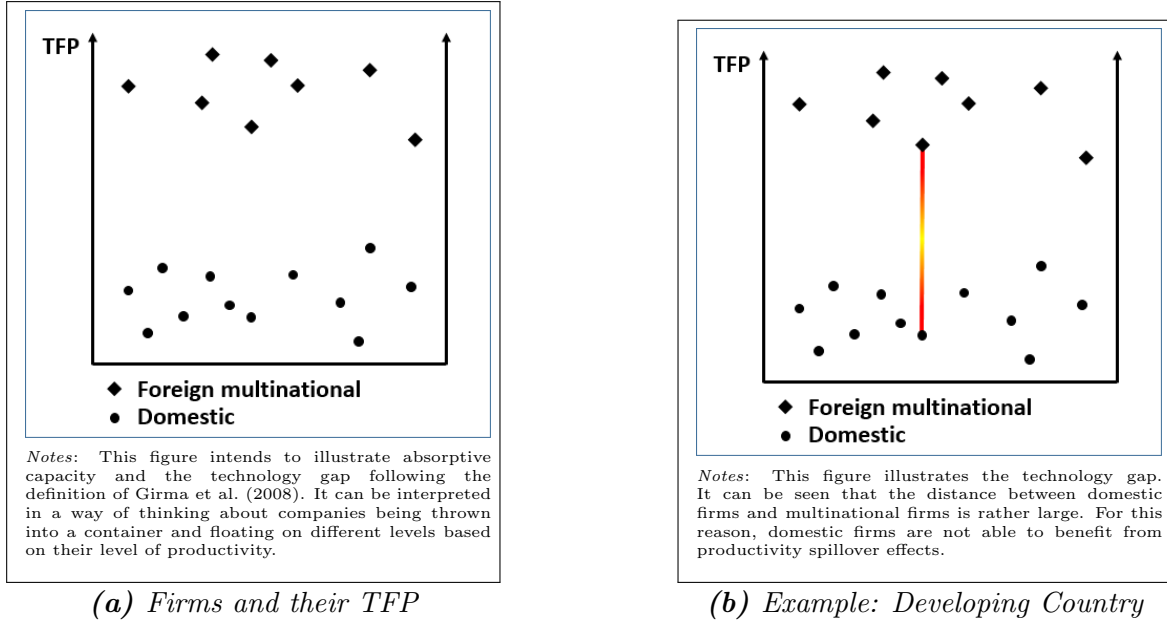 TFP
◆ Foreign multinational
● Domestic
Notes: This figure intends to illustrate absorptive
capacity and the technology gap following the
definition of Girma et al. (2008). It can be interpreted
in a way of thinking about companies being thrown
into a container and floating on different levels based
on their level of productivity.
(a) Firms and their TFP
TFP
◆ Foreign multinational
● Domestic
Notes: This figure illustrates the technology gap.
It can be seen that the distance between domestic
firms and multinational firms is rather large. For this
reason, domestic firms are not able to benefit from
productivity spillover effects.
(b) Example: Developing Country